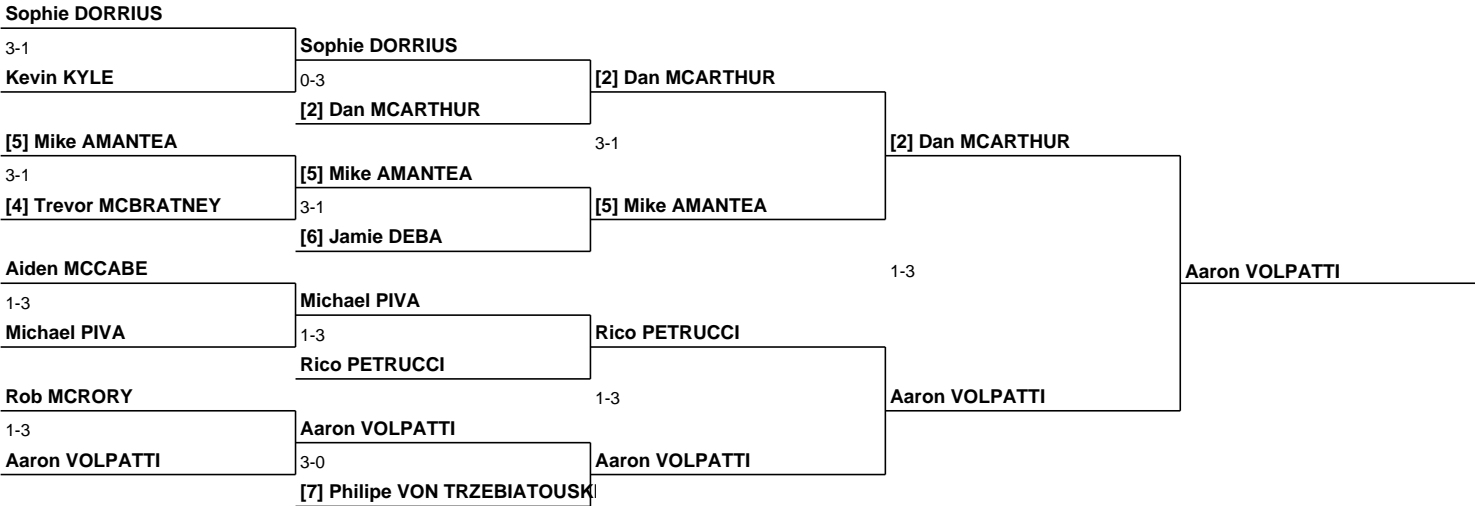 Sophie DORRIUS
3-1
Kevin KYLE
[5] Mike AMANTEA
3-1
[4] Trevor MCBRATNEY
Aiden MCCABE
1-3
Michael PIVA
Rob MCRORY
1-3
Aaron VOLPATTI
Sophie DORRIUS
0-3
[2] Dan MCARTHUR
[5] Mike AMANTEA
3-1
[6] Jamie DEBA
Michael PIVA
1-3
Rico PETRUCCI
Aaron VOLPATTI
3-0
[7] Philipe VON TRZEBIATOUSKI
[2] Dan MCARTHUR
3-1
[5] Mike AMANTEA
Rico PETRUCCI
1-3
Aaron VOLPATTI
[2] Dan MCARTHUR
1-3
Aaron VOLPATTI
Aaron VOLPATTI